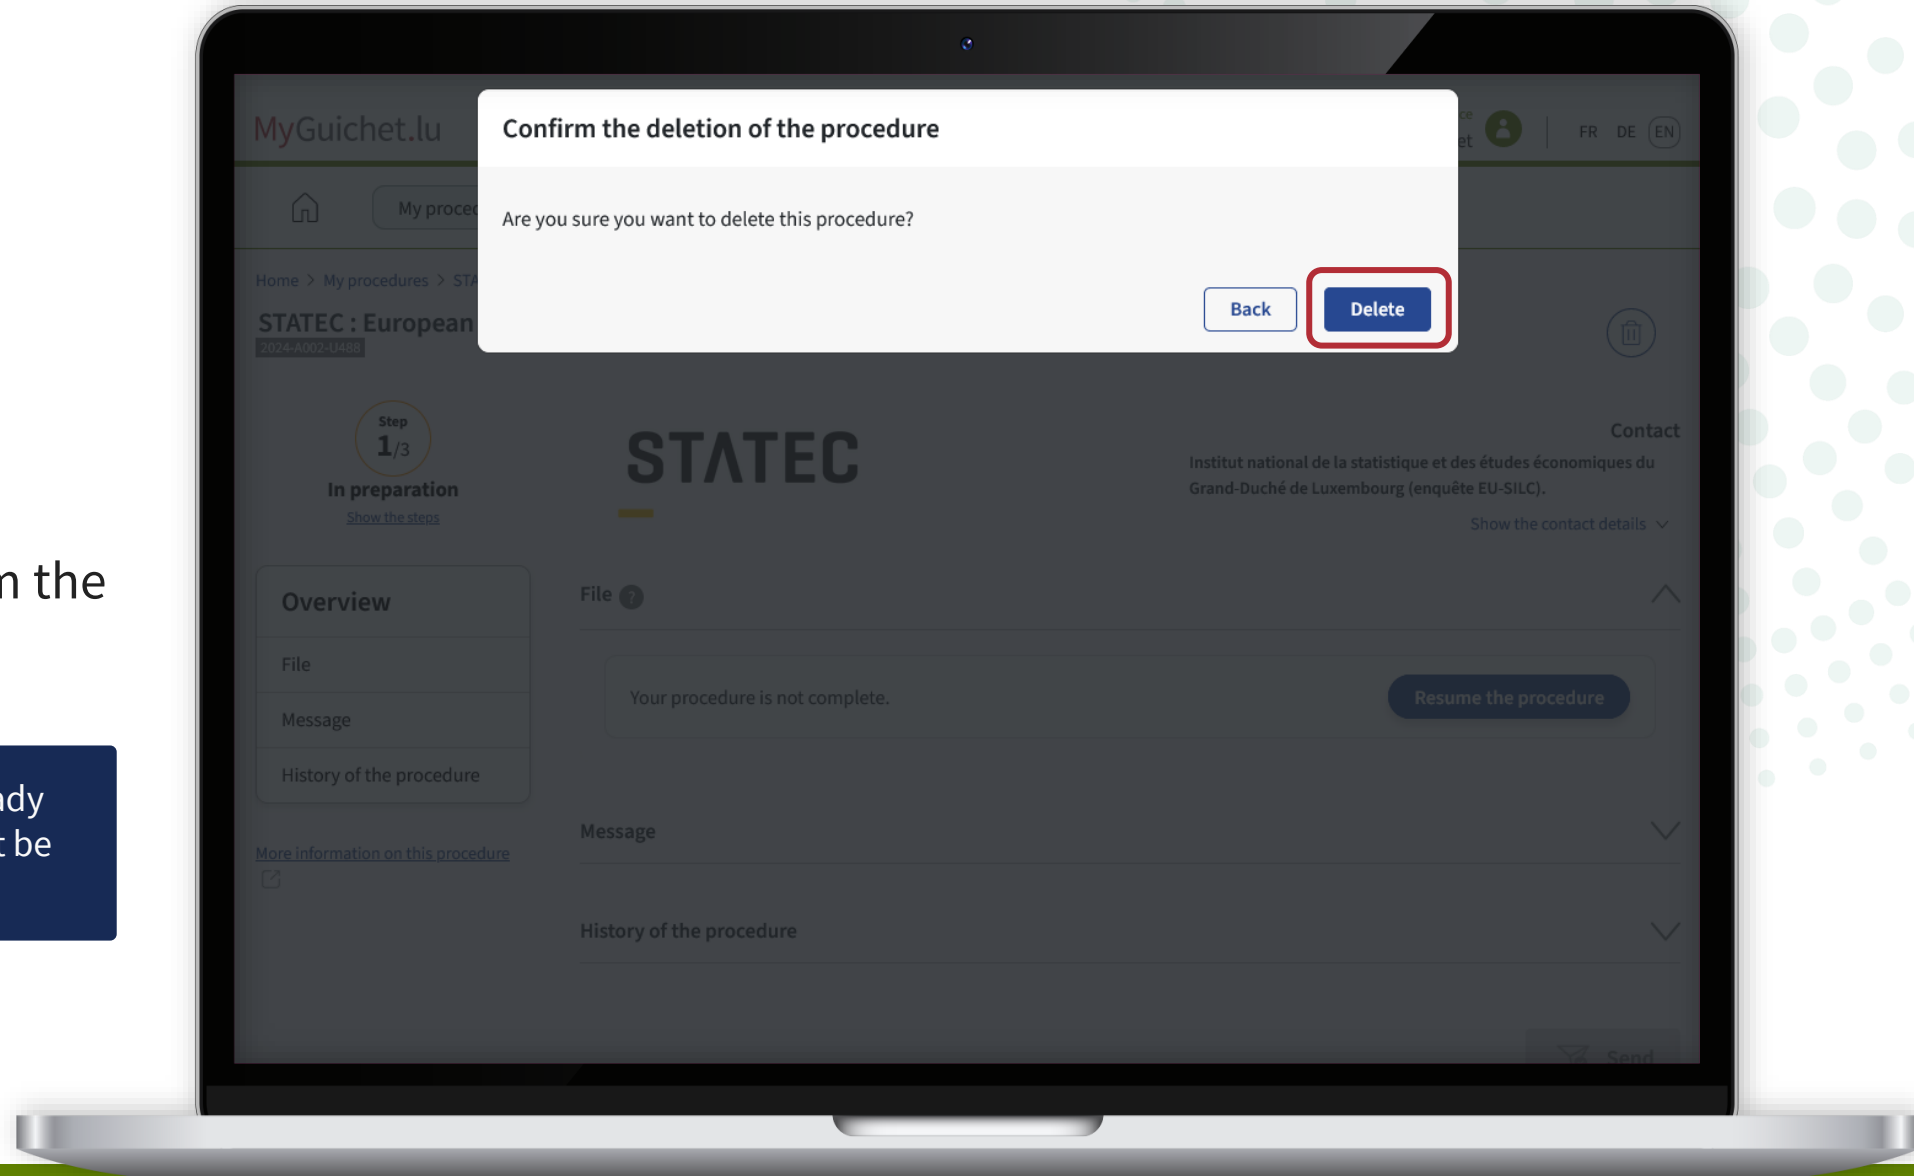 the
be
MyGuichet.lu
FR DE EN
My
Home > My procedures >
STATEC : European
2024-A002-U488
Confirm the deletion of the procedure
Are you sure you want to delete this procedure?
Back
Delete
Step
1/3
In preparation
Show the steps
STATEC
Contact
Institut national de la statistique et des études économiques du
Grand-Duché de Luxembourg (enquête EU-SILC).
Show the contact details
Overview
File
Message
History of the procedure
More information on this procedure
File ?
Your procedure is not complete.
Resume the procedure
Message
History of the procedure
Send